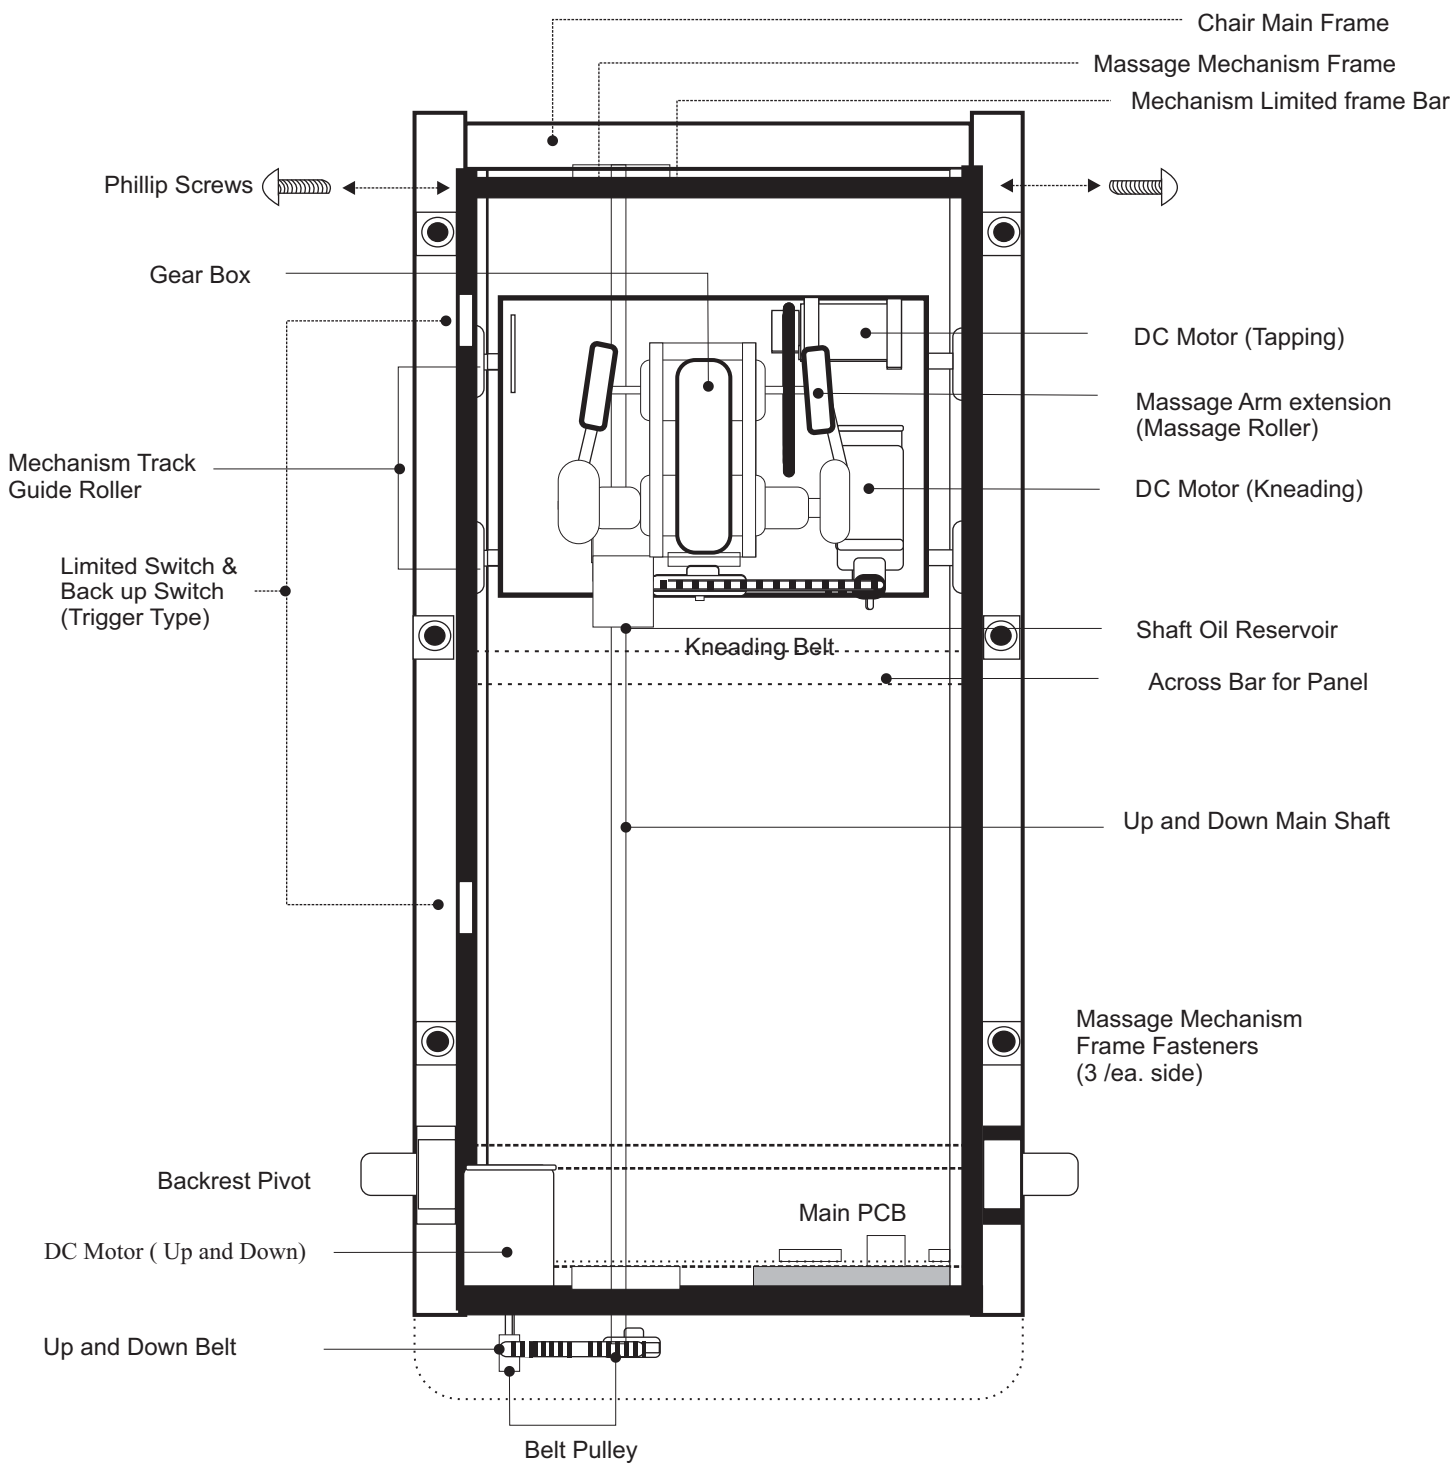 Chair Main Frame
Massage Mechanism Frame
Mechanism Limited frame Bar
Phillip Screws
Gear Box
DC Motor (Tapping)
Massage Arm extension
(Massage Roller)
Mechanism Track
Guide Roller
DC Motor (Kneading)
Limited Switch &
Back up Switch
(Trigger Type)
Shaft Oil Reservoir
Kneading Belt
Across Bar for Panel
Up and Down Main Shaft
Massage Mechanism
Frame Fasteners
(3 /ea. side)
Backrest Pivot
Main PCB
DC Motor ( Up and Down)
Up and Down Belt
Belt Pulley